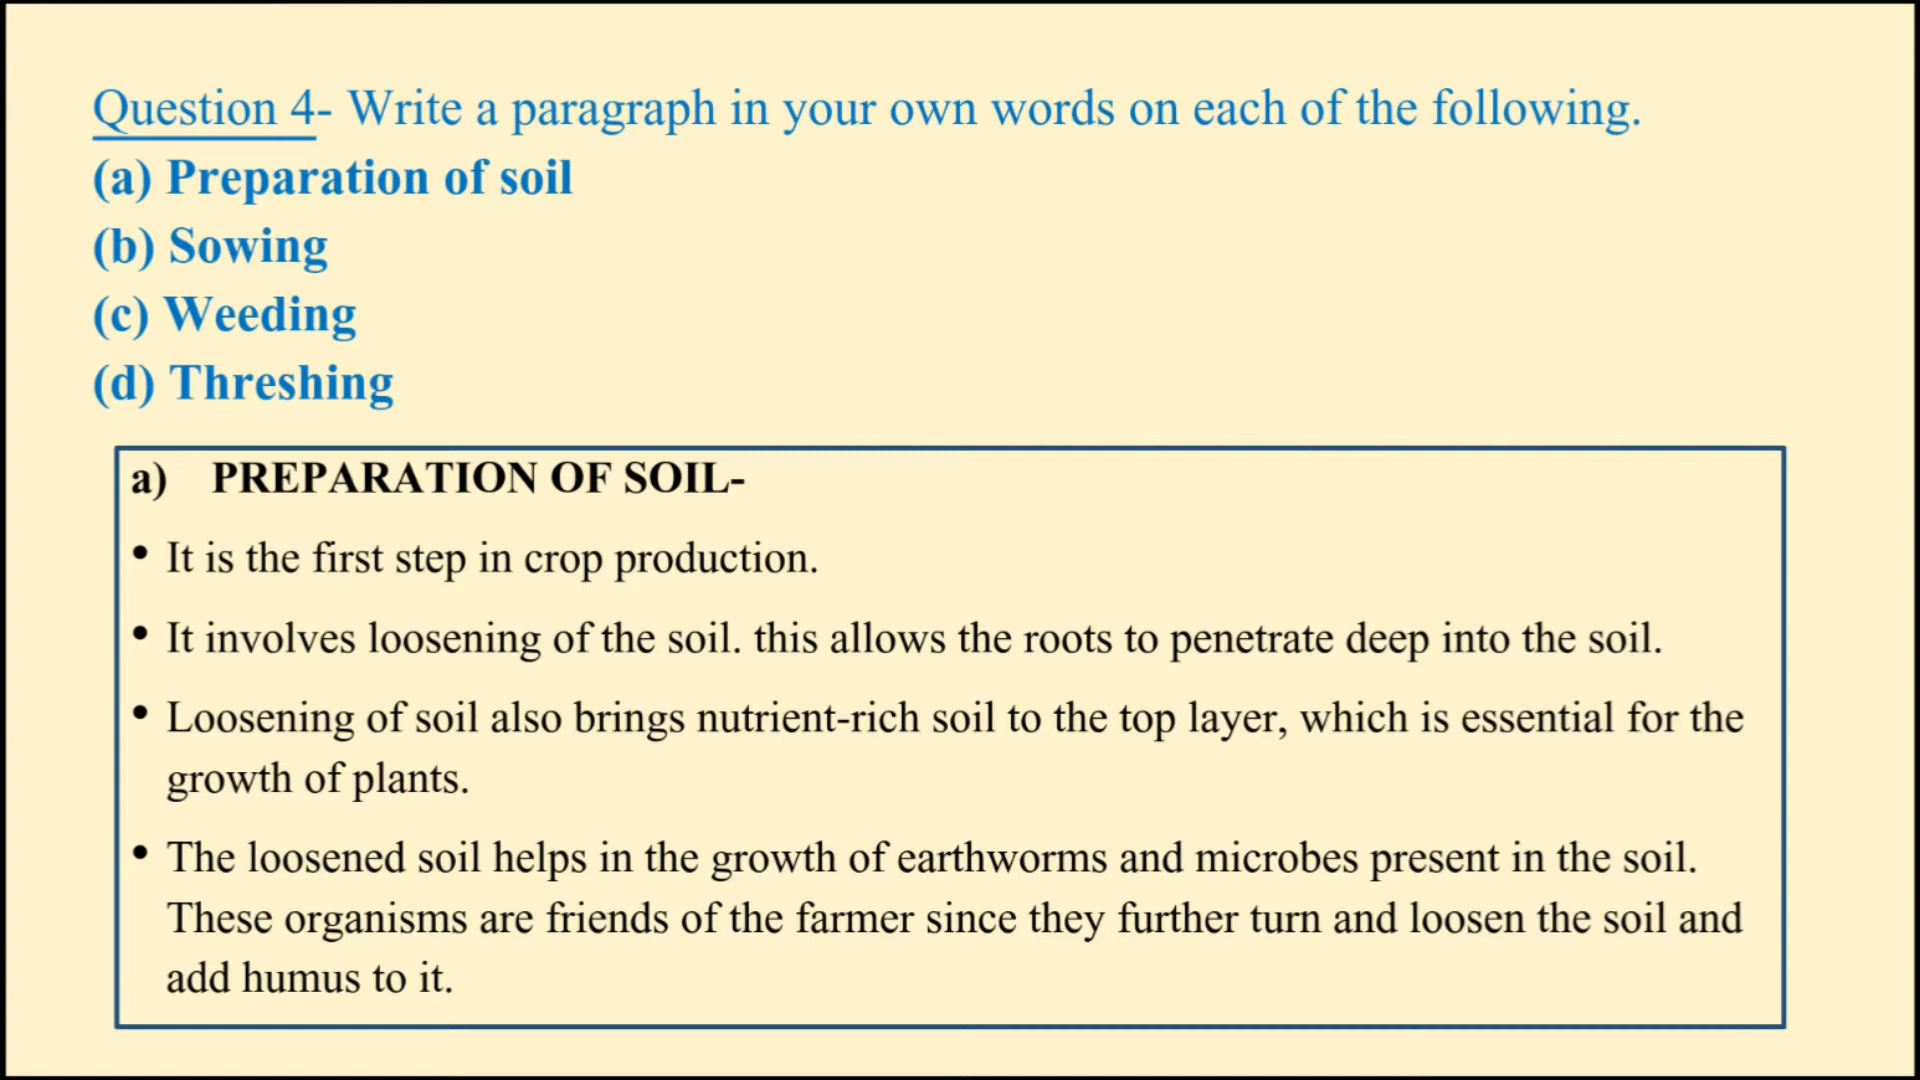 Question 4- Write a paragraph in your own words on each of the following.
(a) Preparation of soil
(b) Sowing
(c) Weeding
(d) Threshing
a) PREPARATION OF SOIL-
• It is the first step in crop production.
• It involves loosening of the soil. this allows the roots to penetrate deep into the soil.
• Loosening of soil also brings nutrient-rich soil to the top layer, which is essential for the
growth of plants.
• The loosened soil helps in the growth of earthworms and microbes present in the soil.
These organisms are friends of the farmer since they further turn and loosen the soil and
add humus to it.